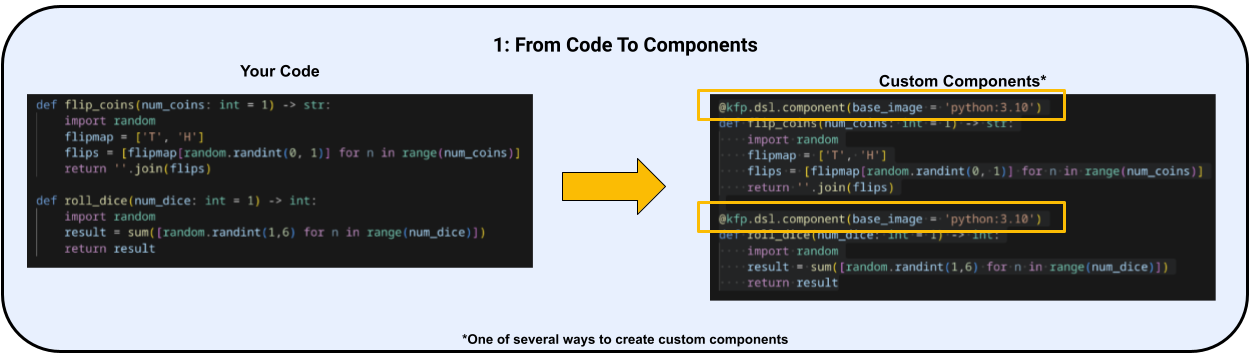 1: From Code To Components
Your Code
def flip_coins(num_coins: int = 1) -> str:
    import random
    flipmap = ['T', 'H']
    flips = [flipmap[random.randint(0, 1)] for n in range(num_coins)]
    return ''.join(flips)
def roll_dice(num_dice: int = 1) -> int:
    import random
    result = sum([random.randint(1,6) for n in range(num_dice)])
    return result
Custom Components*
@kfp.dsl.component(base_image = 'python:3.10')
def flip_coins(num_coins: int = 1) -> str:
    import random
    flipmap = ['T', 'H']
    flips = [flipmap[random.randint(0, 1)] for n in range(num_coins)]
    return ''.join(flips)
@kfp.dsl.component(base_image = 'python:3.10')
def roll_dice(num_dice: int = 1) -> int:
    import random
    result = sum([random.randint(1,6) for n in range(num_dice)])
    return result
*One of several ways to create custom components